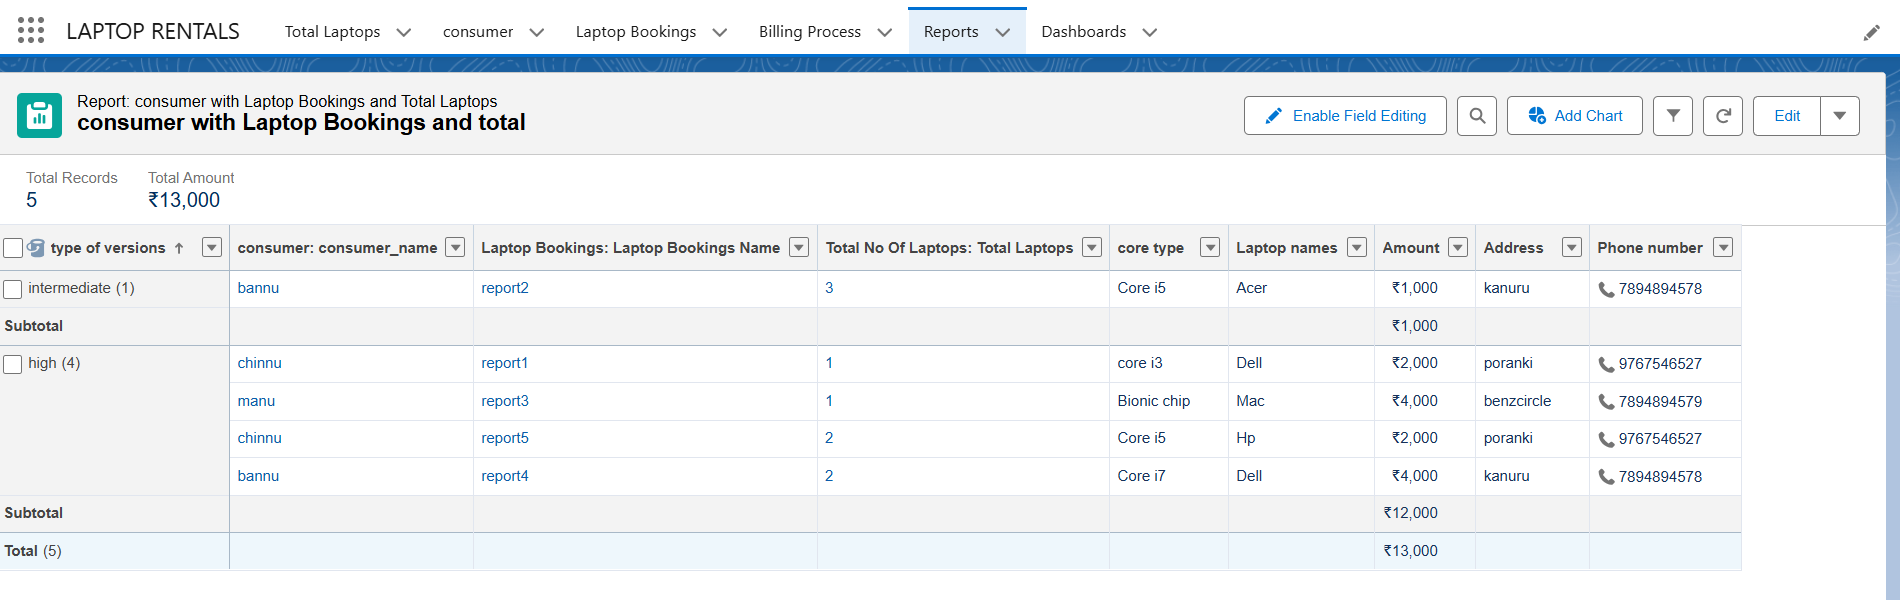 LAPTOP RENTALS Total Laptops consumer Laptop Bookings Billing Process Reports Dashboards
Report: consumer with Laptop Bookings and Total Laptops
consumer with Laptop Bookings and total
Enable Field Editing Add Chart Edit
Total Records Total Amount
5 ₹13,000
type of versions ↑ consumer: consumer_name Laptop Bookings: Laptop Bookings Name Total No Of Laptops: Total Laptops core type Laptop names Amount Address Phone number
intermediate (1) bannu report2 3 Core i5 Acer ₹1,000 kanuru 7894894578
Subtotal ₹1,000
high (4) chinnu report1 1 core i3 Dell ₹2,000 poranki 9767546527
manu report3 1 Bionic chip Mac ₹4,000 benzcircle 7894894579
chinnu report5 2 Core i5 Hp ₹2,000 poranki 9767546527
bannu report4 2 Core i7 Dell ₹4,000 kanuru 7894894578
Subtotal ₹12,000
Total (5) ₹13,000